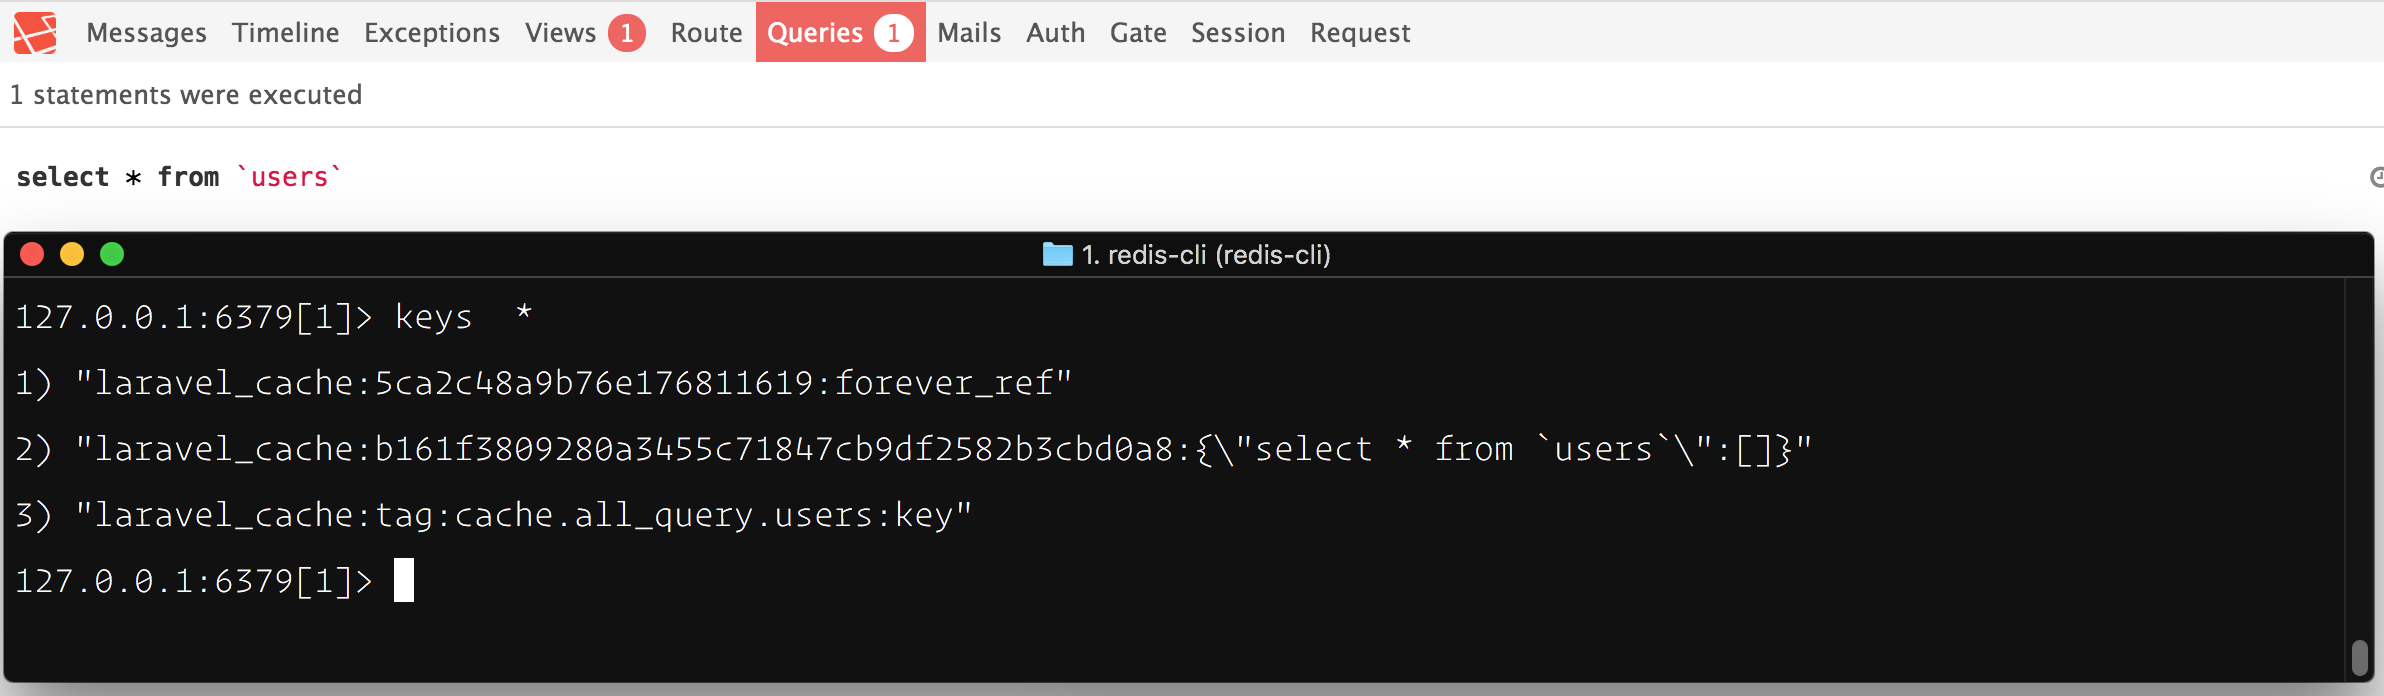 Messages Timeline Exceptions Views 1 Route Queries 1 Mails Auth Gate Session Request
1 statements were executed
select * from `users`
1. redis-cli (redis-cli)
127.0.0.1:6379[1]> keys  *
1) "laravel_cache:5ca2c48a9b76e176811619:forever_ref"
2) "laravel_cache:b161f3809280a3455c71847cb9df2582b3cbd0a8:{\"select * from `users`\":[]}"
3) "laravel_cache:tag:cache.all_query.users:key"
127.0.0.1:6379[1]>